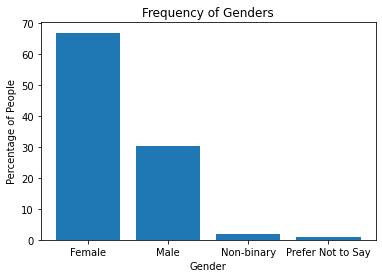 Frequency of Genders
Percentage of People
70
60
50
40
30
20
10
0
Female Male Non-binary Prefer Not to Say
Gender